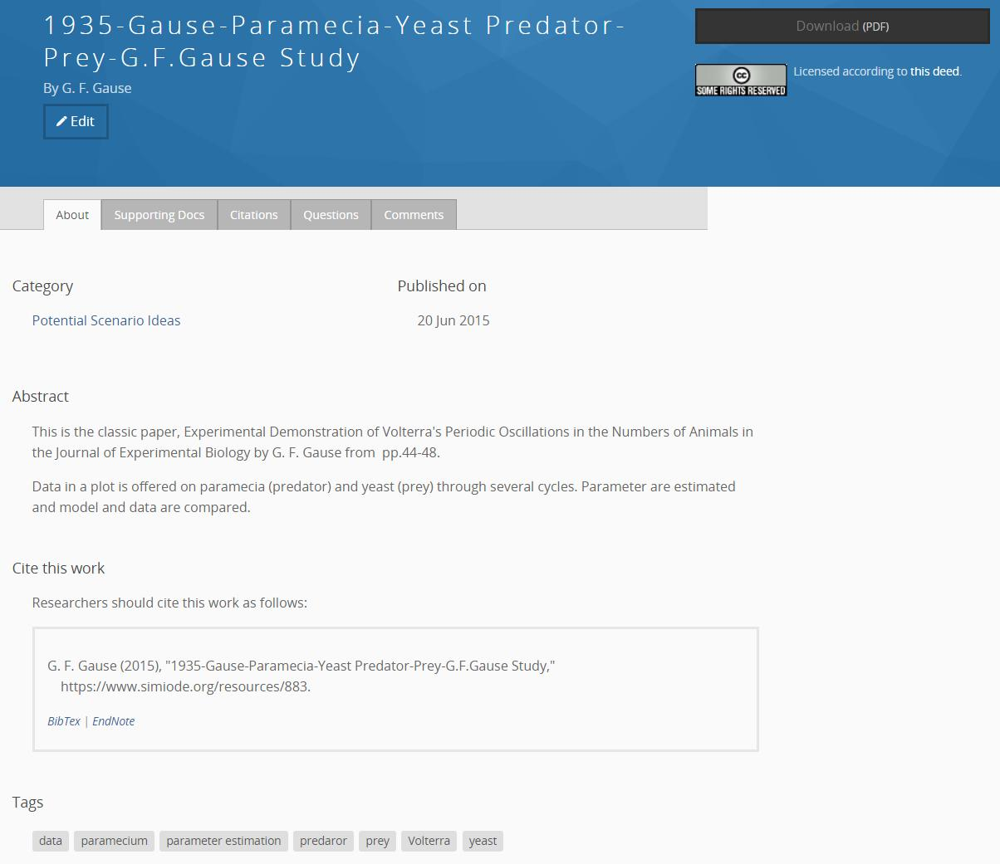 1935-Gause-Paramecia-Yeast Predator-
Prey-G.F.Gause Study
By G. F. Gause
Edit
Download (PDF)
cc
SOME RIGHTS RESERVED
Licensed according to this deed.
About
Supporting Docs
Citations
Questions
Comments
Category
Published on
Potential Scenario Ideas
20 Jun 2015
Abstract
This is the classic paper, Experimental Demonstration of Volterra's Periodic Oscillations in the Numbers of Animals in
the Journal of Experimental Biology by G. F. Gause from  pp.44-48.
Data in a plot is offered on paramecia (predator) and yeast (prey) through several cycles. Parameter are estimated
and model and data are compared.
Cite this work
Researchers should cite this work as follows:
G. F. Gause (2015), "1935-Gause-Paramecia-Yeast Predator-Prey-G.F.Gause Study,"
https://www.simiode.org/resources/883.
BibTex | EndNote
Tags
data
paramecium
parameter estimation
predaror
prey
Volterra
yeast